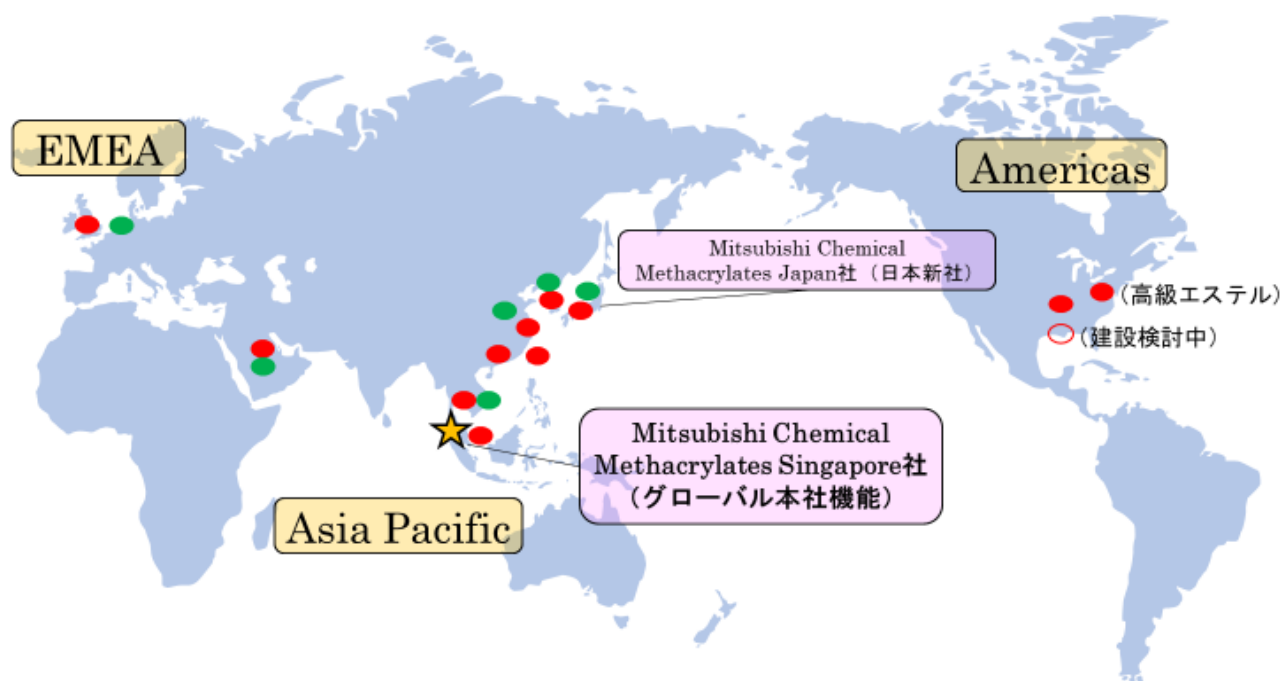 EMEA
Americas
Mitsubishi Chemical
Methacrylates Japan社（日本新社）
（高級エステル）
（建設検討中）
Mitsubishi Chemical
Methacrylates Singapore社
（グローバル本社機能）
Asia Pacific